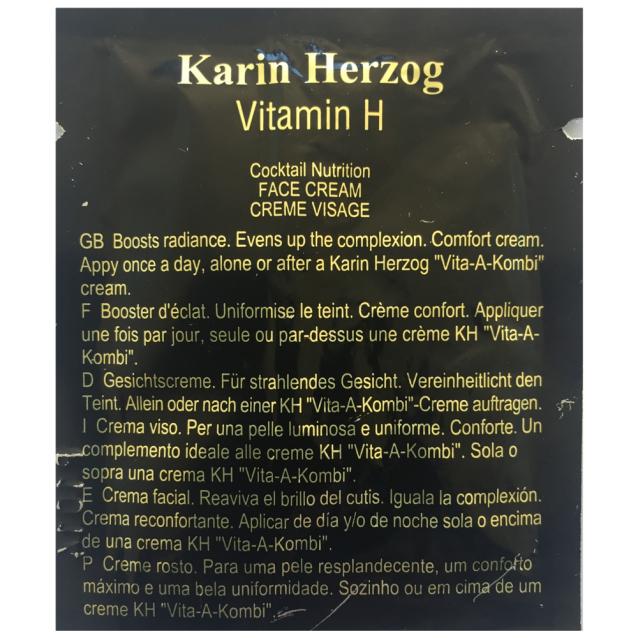 Karin Herzog
Vitamin H
Cocktail Nutrition
FACE CREAM
CREME VISAGE
GB Boosts radiance. Evens up the complexion. Comfort cream.
Appy once a day, alone or after a Karin Herzog "Vita-A-Kombi"
cream.
F Booster d'éclat. Uniformise le teint. Crème confort. Appliquer
une fois par jour, seule ou par-dessus une crème KH "Vita-A-
Kombi".
D Gesichtscreme. Für strahlendes Gesicht. Vereinheitlicht den
Teint. Allein oder nach einer KH "Vita-A-Kombi"-Creme auftragen.
I Crema viso. Per una pelle luminosa e uniforme. Conforte. Un
complemento ideale alle creme KH "Vita-A-Kombi". Sola o
sopra una crema KH "Vita-A-Kombi".
E Crema facial. Reaviva el brillo del cutis. Iguala la complexión.
Crema reconfortante. Aplicar de día y/o de noche sola o encima
de una crema KH "Vita-A-Kombi".
P Creme rosto. Para uma pele resplandecente, um conforto
máximo e uma bela uniformidade. Sozinho ou em cima de um
creme KH "Vita-A-Kombi".